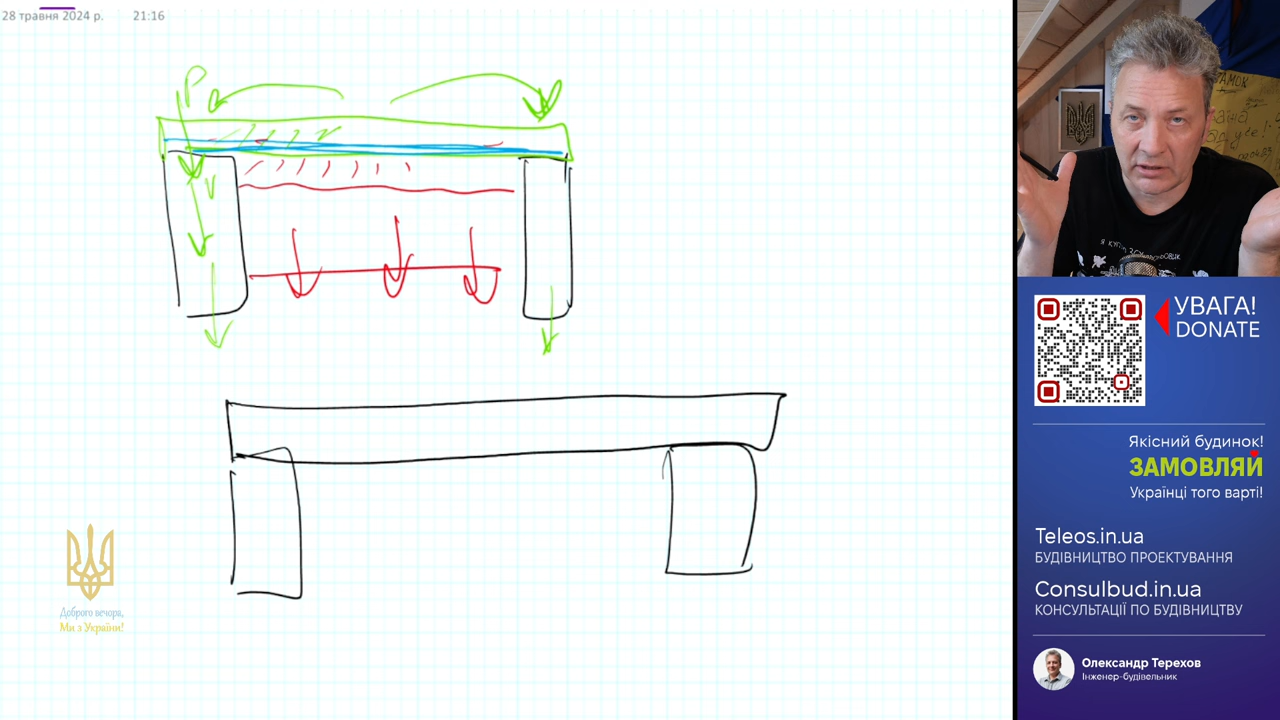 28 травня 2024 р. 21:16
P
V
Я КУПИ
УВАГА!
DONATE
Якісний будинок!
ЗАМОВЛЯЙ
Українці того варті!
Teleos.in.ua
БУДІВНИЦТВО ПРОЕКТУВАННЯ
Consulbud.in.ua
КОНСУЛЬТАЦІЇ ПО БУДІВНИЦТВУ
Олександр Терехов
Інженер-будівельник
Доброго вечора,
Ми з України!